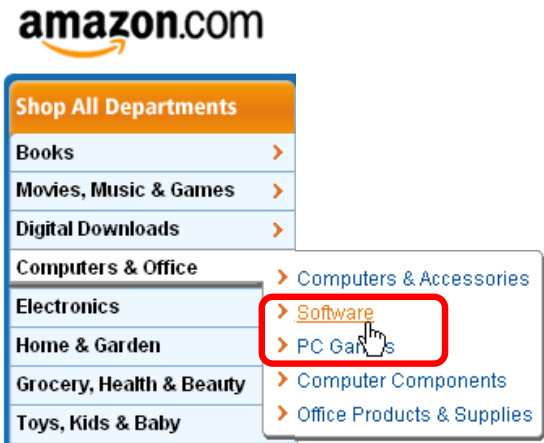 amazon.com
Shop All Departments
Books
Movies, Music & Games
Digital Downloads
Computers & Office
Electronics
Home & Garden
Grocery, Health & Beauty
Toys, Kids & Baby
Computers & Accessories
Software
PC Games
Computer Components
Office Products & Supplies